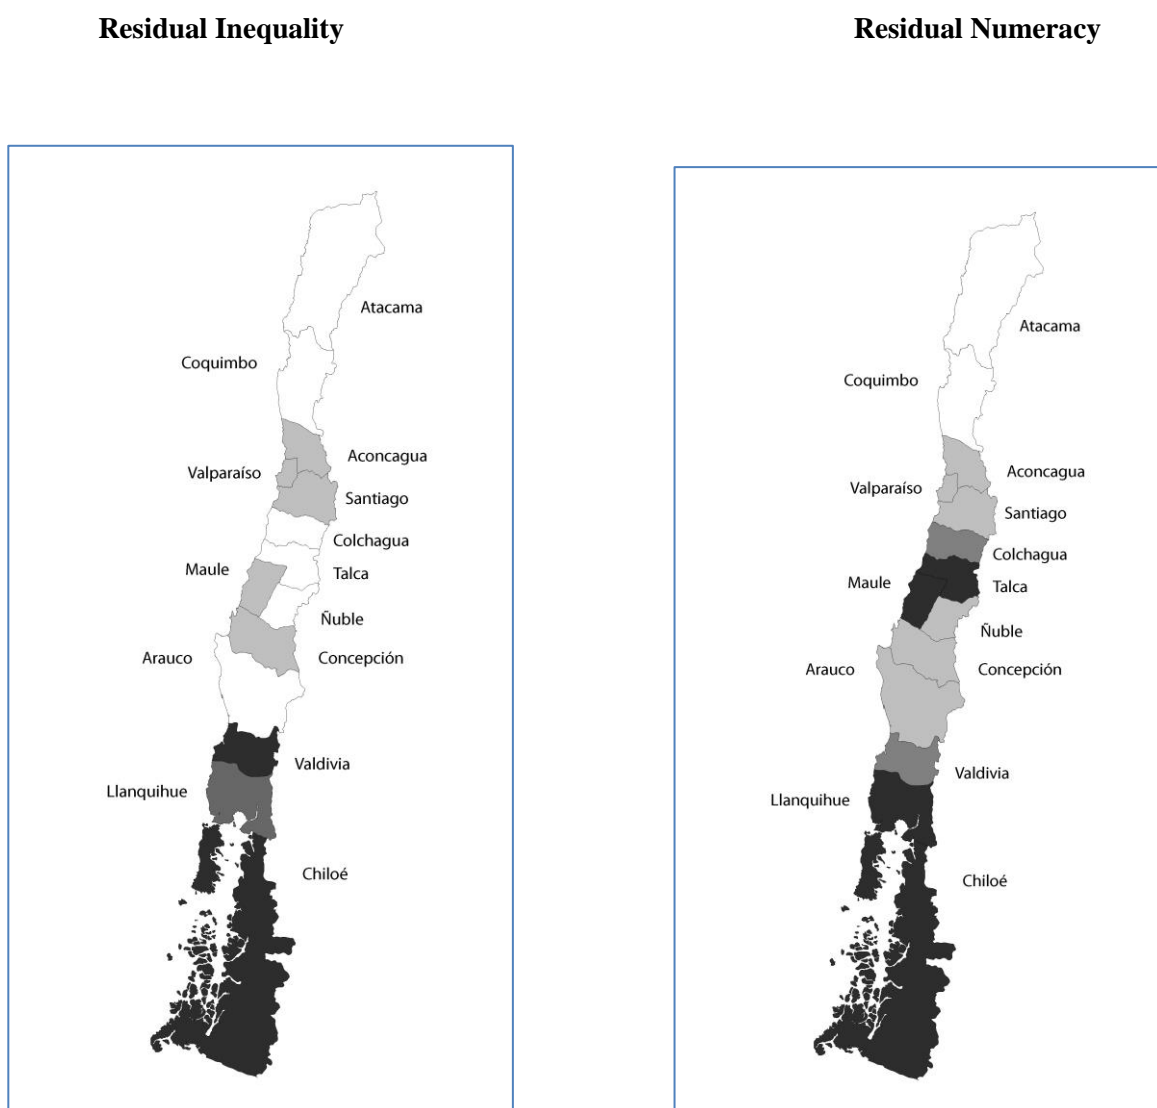 Residual Inequality
Residual Numeracy
Atacama
Coquimbo
Aconcagua
Valparaíso
Santiago
Colchagua
Maule
Talca
Ñuble
Arauco
Concepción
Valdivia
Llanquihue
Chiloé
Atacama
Coquimbo
Aconcagua
Valparaíso
Santiago
Colchagua
Maule
Talca
Ñuble
Arauco
Concepción
Valdivia
Llanquihue
Chiloé